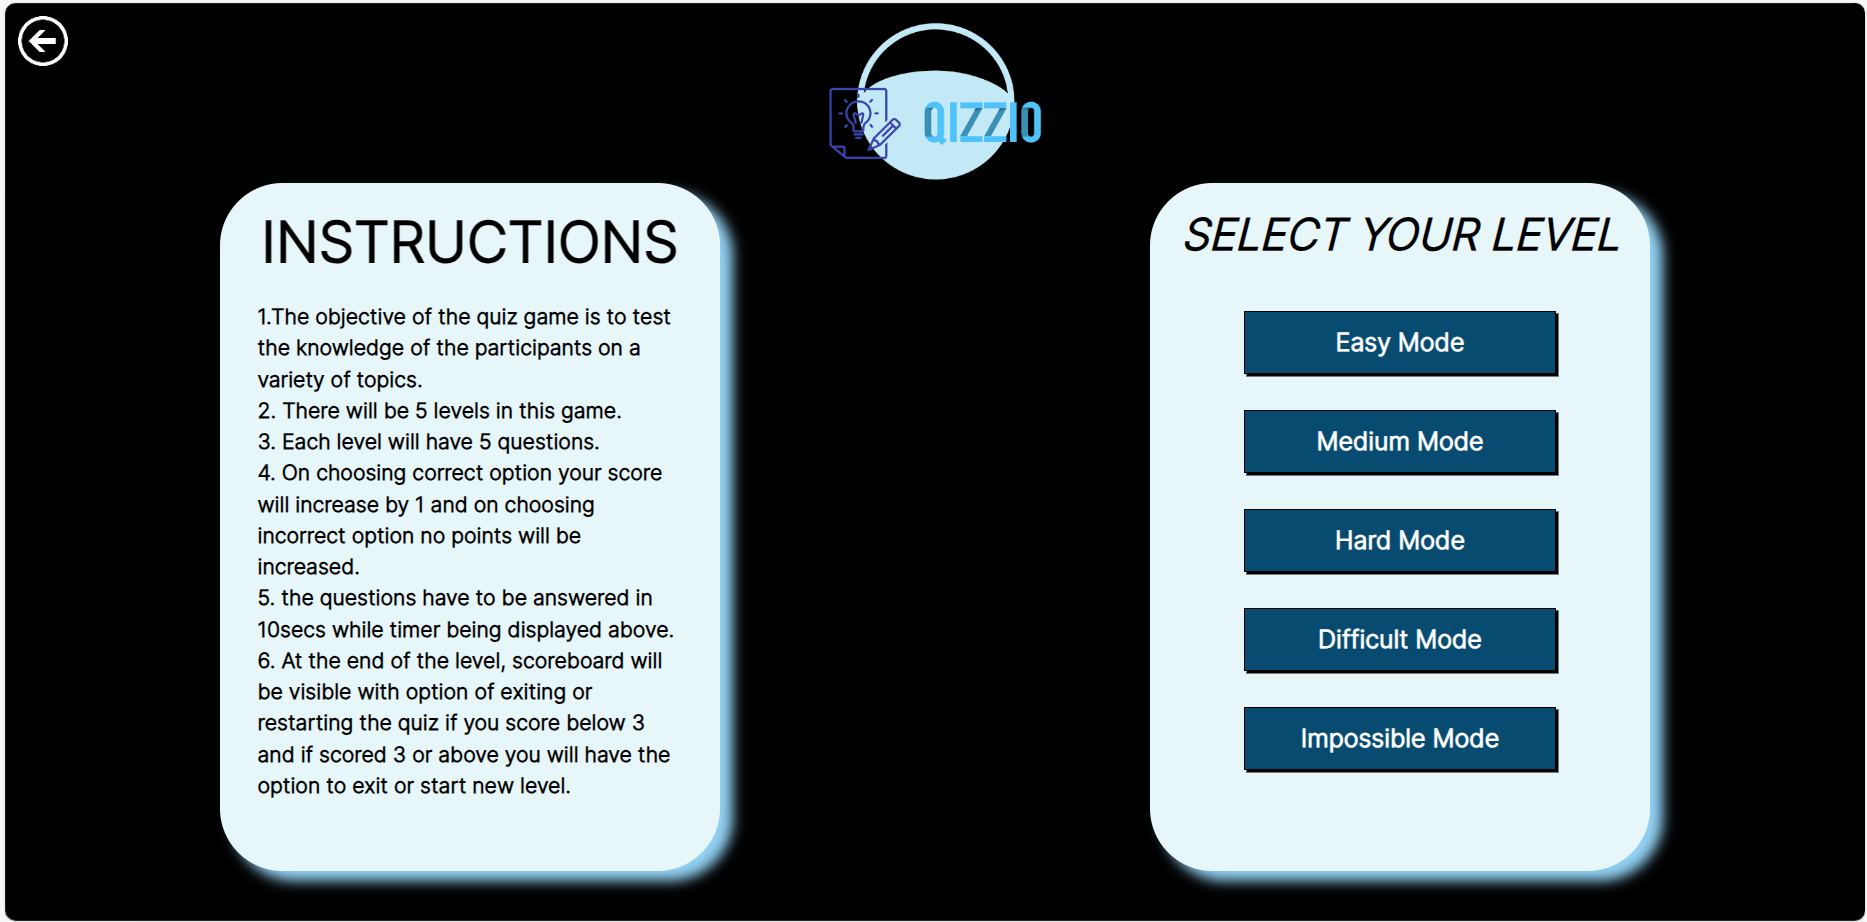 QIZZIO
INSTRUCTIONS
1.The objective of the quiz game is to test
the knowledge of the participants on a
variety of topics.
2. There will be 5 levels in this game.
3. Each level will have 5 questions.
4. On choosing correct option your score
will increase by 1 and on choosing
incorrect option no points will be
increased.
5. the questions have to be answered in
10secs while timer being displayed above.
6. At the end of the level, scoreboard will
be visible with option of exiting or
restarting the quiz if you score below 3
and if scored 3 or above you will have the
option to exit or start new level.
SELECT YOUR LEVEL
Easy Mode
Medium Mode
Hard Mode
Difficult Mode
Impossible Mode